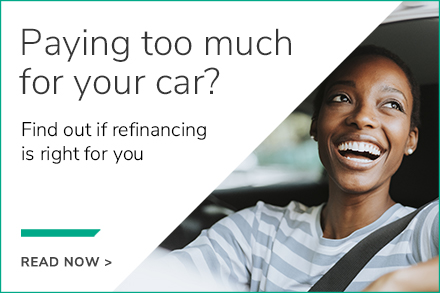 Paying too much
for your car?
Find out if refinancing
is right for you
READ NOW >